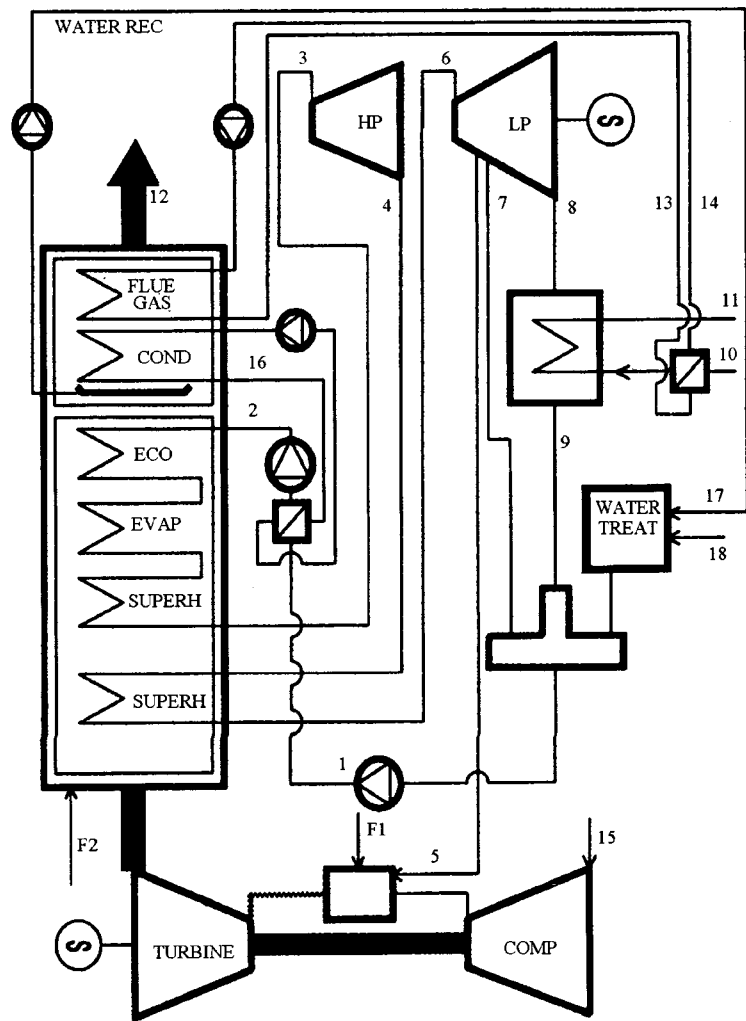 WATER REC
3
6
HP
LP
S
12
4
7
8
13
14
FLUE
GAS
11
COND
16
10
2
ECO
9
EVAP
WATER
TREAT
17
18
SUPERH
SUPERH
1
F2
F1
5
15
S
TURBINE
COMP